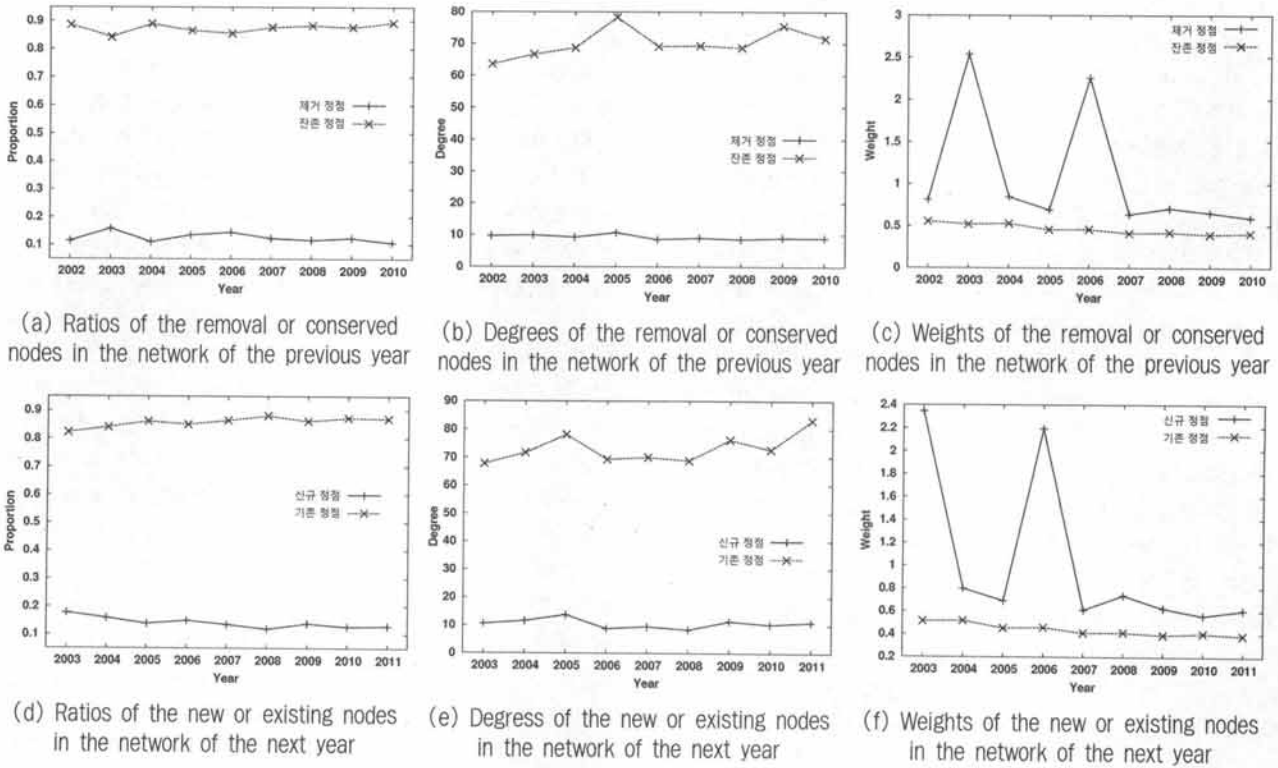 0.9
0.8
0.7
0.6
0.5
0.4
0.3
0.2
0.1
Proportion
제거 정점
잔존 정점
2002 2003 2004 2005 2006 2007 2008 2009 2010
Year
(a) Ratios of the removal or conserved
nodes in the network of the previous year
80
70
60
50
40
30
20
10
0
Degree
제거 정점
잔존 정점
2002 2003 2004 2005 2006 2007 2008 2009 2010
Year
(b) Degrees of the removal or conserved
nodes in the network of the previous year
3
2.5
2
1.5
1
0.5
0
Weight
제거 정점
잔존 정점
2002 2003 2004 2005 2006 2007 2008 2009 2010
Year
(c) Weights of the removal or conserved
nodes in the network of the previous year
0.9
0.8
0.7
0.6
0.5
0.4
0.3
0.2
0.1
Proportion
신규 정점
기존 정점
2003 2004 2005 2006 2007 2008 2009 2010 2011
Year
(d) Ratios of the new or existing nodes
in the network of the next year
90
80
70
60
50
40
30
20
10
0
Degree
신규 정점
기존 정점
2003 2004 2005 2006 2007 2008 2009 2010 2011
Year
(e) Degress of the new or existing nodes
in the network of the next year
2.4
2.2
2
1.8
1.6
1.4
1.2
1
0.8
0.6
0.4
0.2
Weight
신규 정점
기존 정점
2003 2004 2005 2006 2007 2008 2009 2010 2011
Year
(f) Weights of the new or existing nodes
in the network of the next year